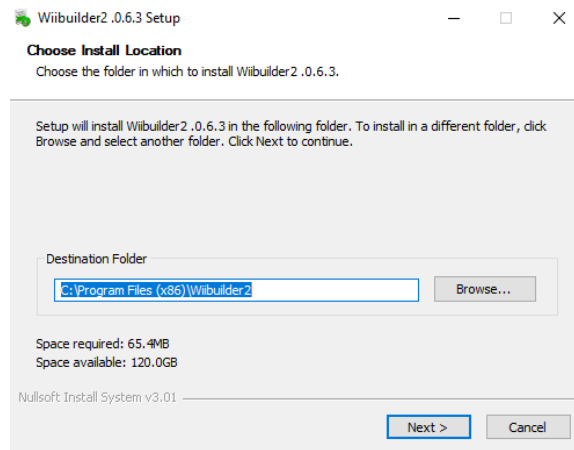 Wiibuilder2 .0.6.3 Setup
Choose Install Location
Choose the folder in which to install Wiibuilder2 .0.6.3.
Setup will install Wiibuilder2 .0.6.3 in the following folder. To install in a different folder, click
Browse and select another folder. Click Next to continue.
Destination Folder
C:\Program Files (x86)\Wiibuilder2
Browse...
Space required: 65.4MB
Space available: 120.0GB
Nullsoft Install System v3.01
Next >
Cancel